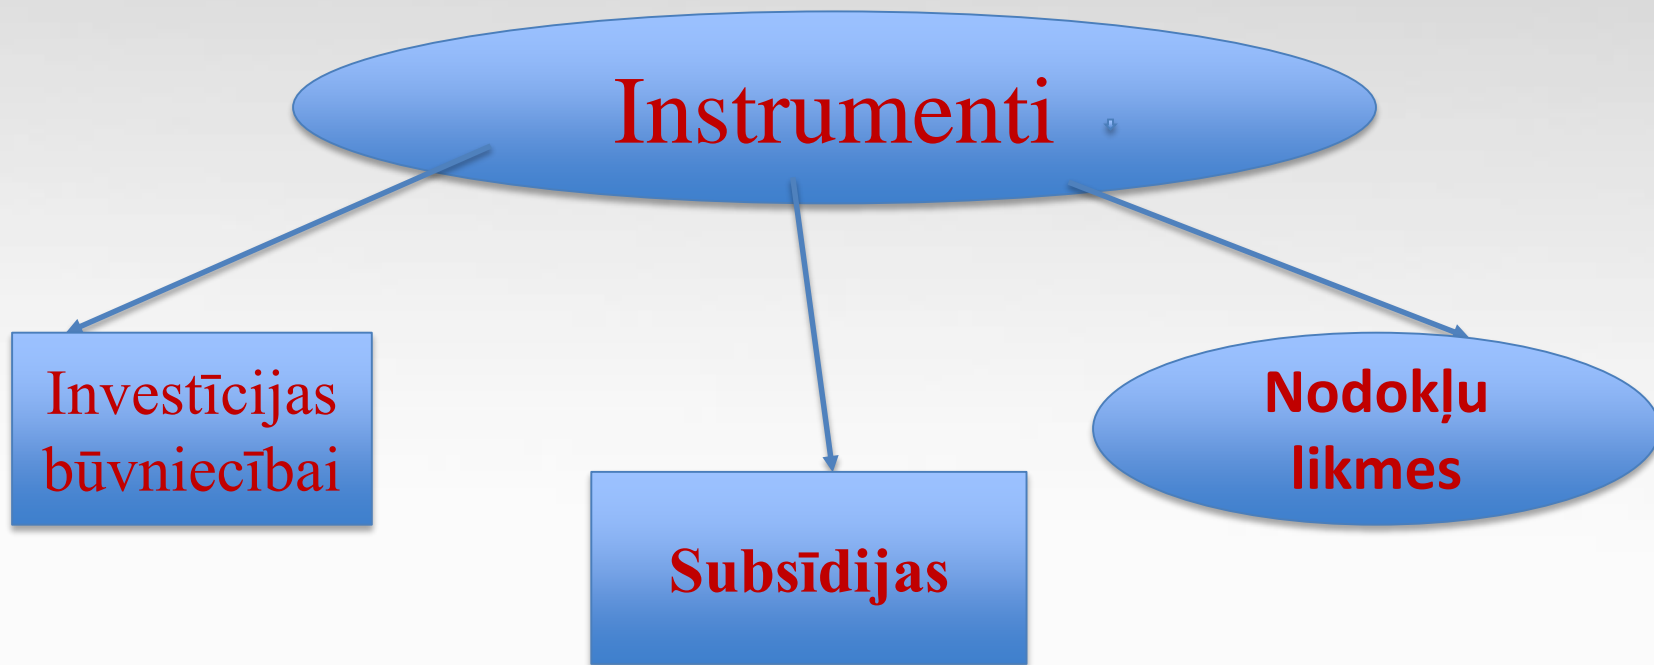 Instrumenti
Investīcijas
būvniecībai
Subsīdijas
Nodokļu
likmes